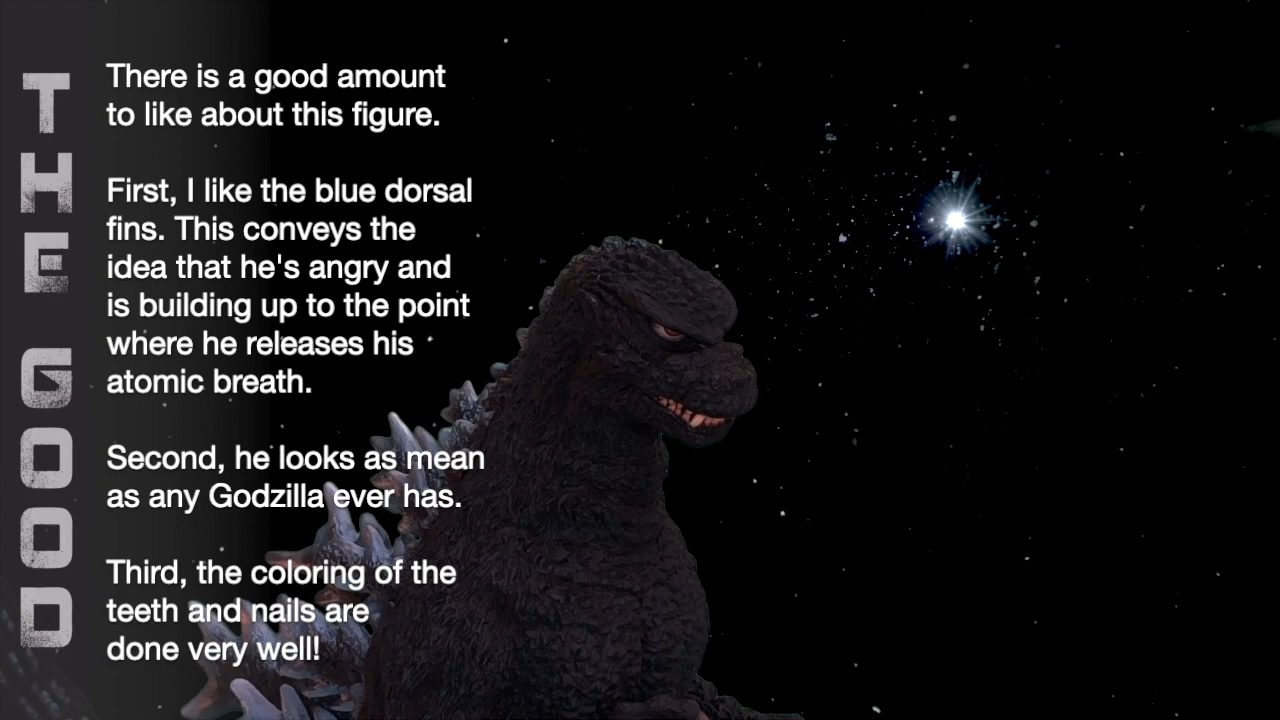 THE GOOD
There is a good amount
to like about this figure.
First, I like the blue dorsal
fins. This conveys the
idea that he's angry and
is building up to the point
where he releases his
atomic breath.
Second, he looks as mean
as any Godzilla ever has.
Third, the coloring of the
teeth and nails are
done very well!